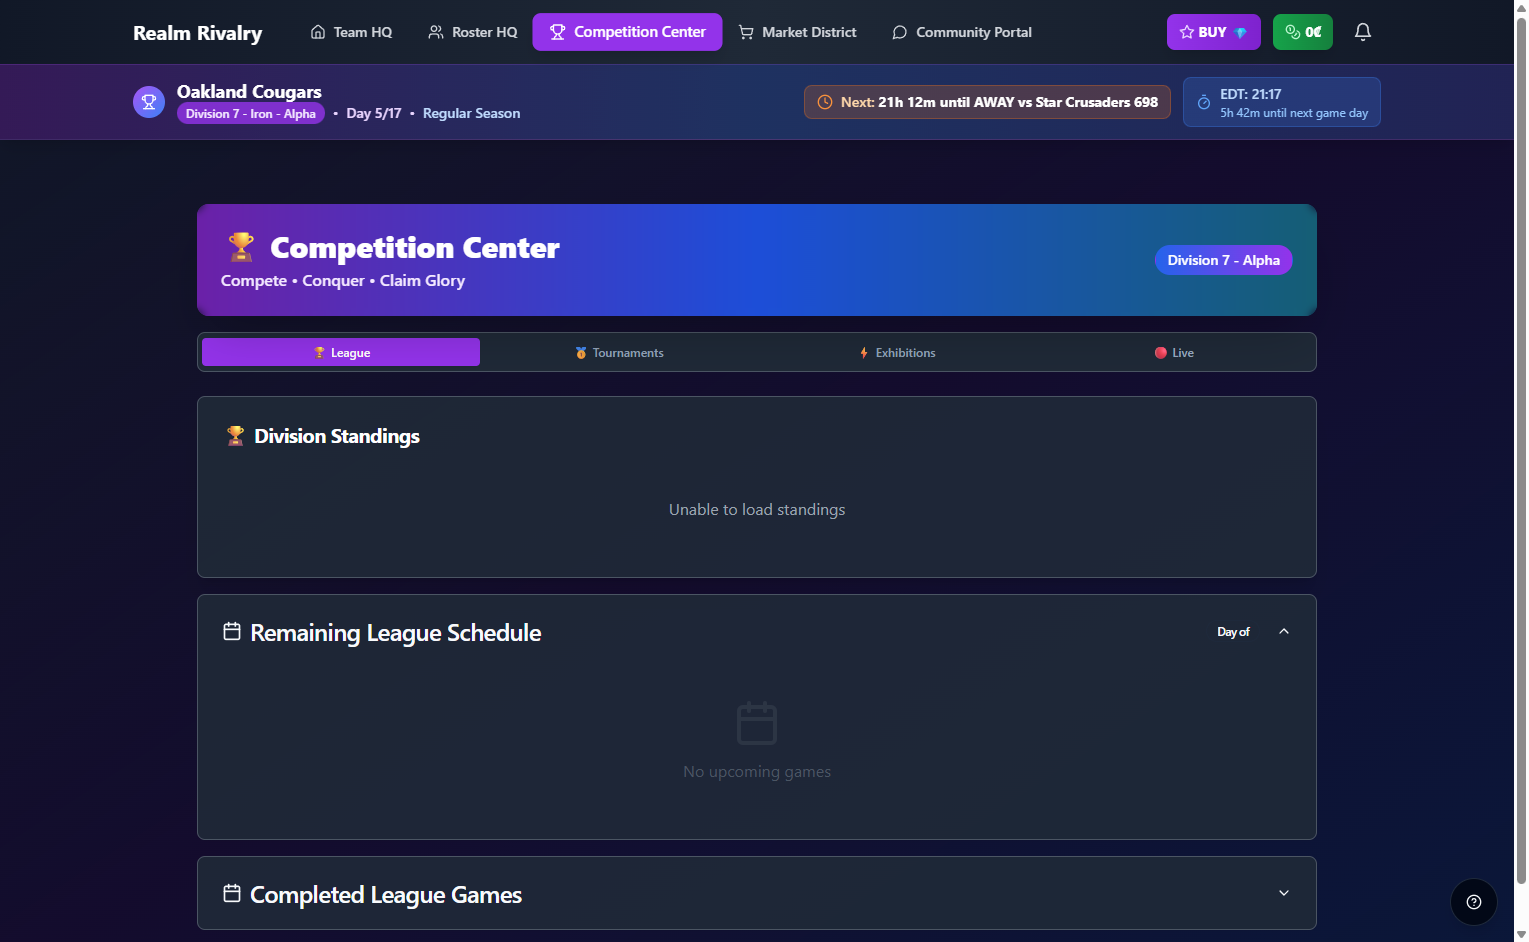 Realm Rivalry
Team HQ
Roster HQ
Competition Center
Market District
Community Portal
BUY
0₡
Oakland Cougars
Division 7 - Iron - Alpha • Day 5/17 • Regular Season
Next: 21h 12m until AWAY vs Star Crusaders 698
EDT: 21:17
5h 42m until next game day
Competition Center
Compete • Conquer • Claim Glory
Division 7 - Alpha
League
Tournaments
Exhibitions
Live
Division Standings
Unable to load standings
Remaining League Schedule
Day of
No upcoming games
Completed League Games